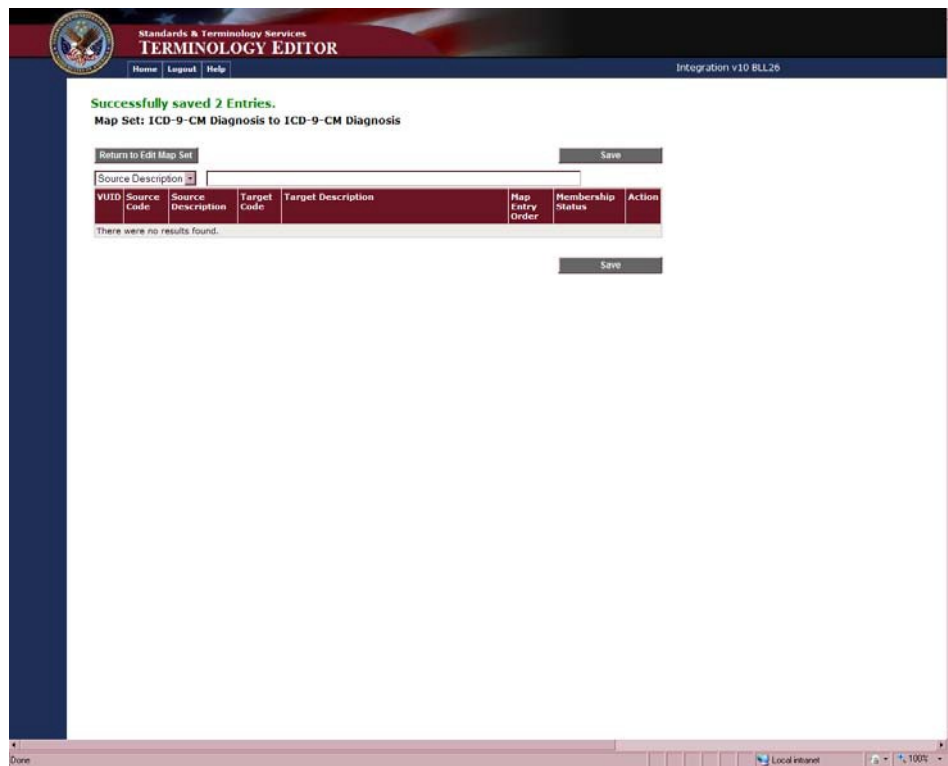 Standards & Terminology Services
TERMINOLOGY EDITOR
Home Logout Help
Integration v10 BLL26
Successfully saved 2 Entries.
Map Set: ICD-9-CM Diagnosis to ICD-9-CM Diagnosis
Return to Edit Map Set
Save
Source Description
VUID Source Code Source Description Target Code Target Description Map Entry Order Membership Status Action
There were no results found.
Save
Done
Local intranet
100%